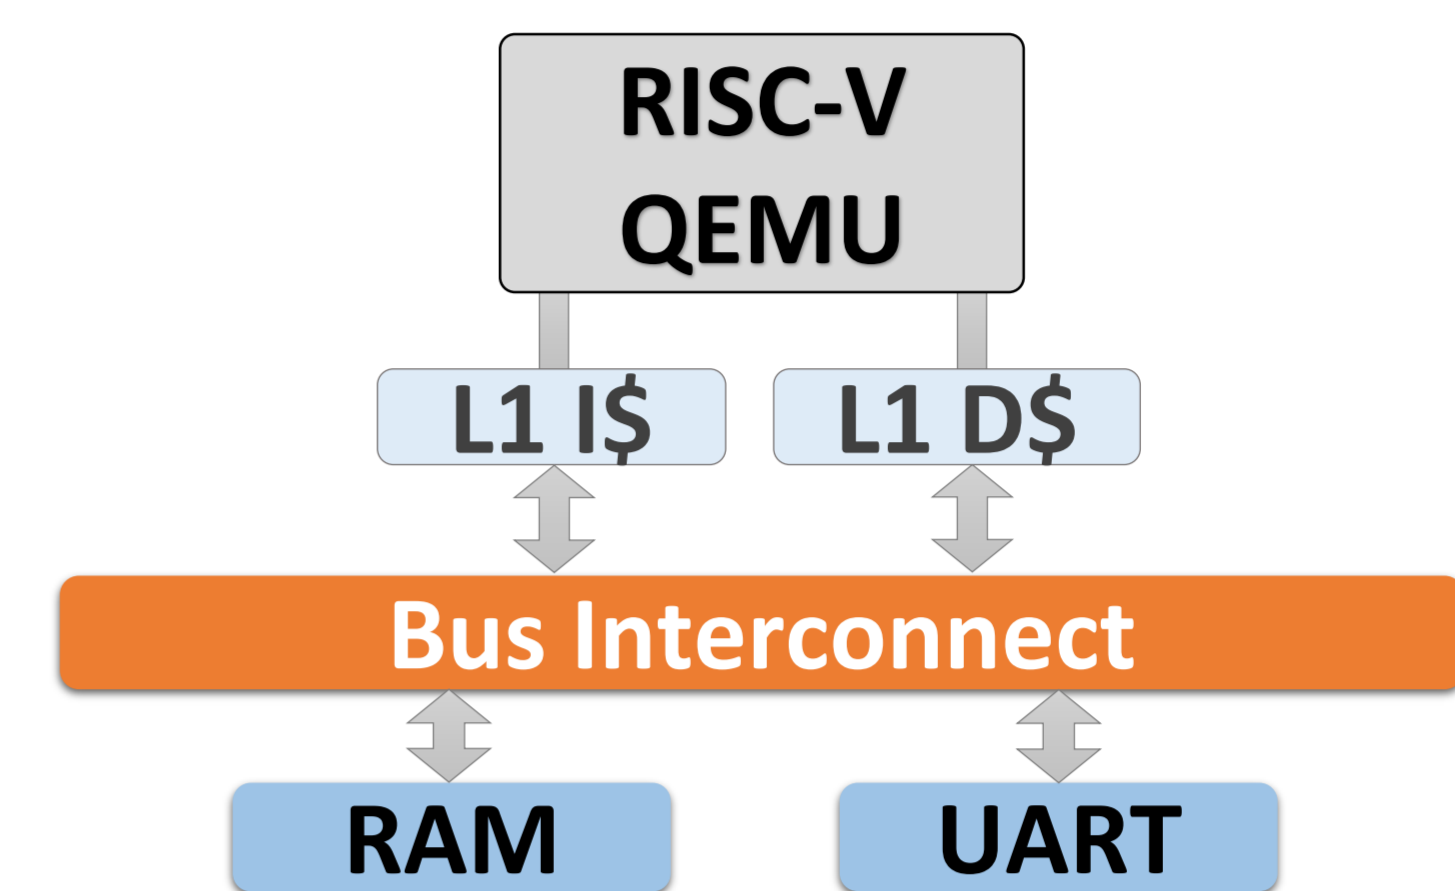 RISC-V
QEMU
L1 I$
L1 D$
Bus Interconnect
RAM
UART